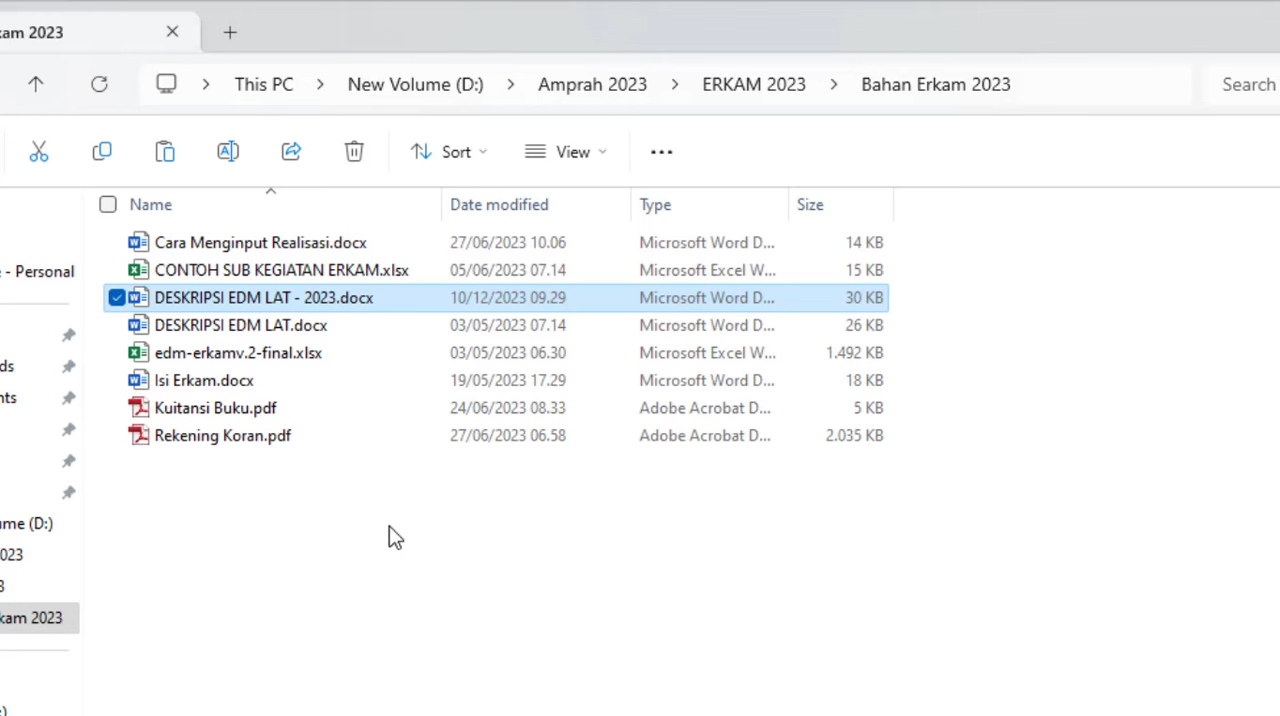 kam 2023
This PC > New Volume (D:) > Amprah 2023 > ERKAM 2023 > Bahan Erkam 2023 Search
Sort View
Name Date modified Type Size
Cara Menginput Realisasi.docx 27/06/2023 10.06 Microsoft Word D... 14 KB
CONTOH SUB KEGIATAN ERKAM.xlsx 05/06/2023 07.14 Microsoft Excel W... 15 KB
DESKRIPSI EDM LAT - 2023.docx 10/12/2023 09.29 Microsoft Word D... 30 KB
DESKRIPSI EDM LAT.docx 03/05/2023 07.14 Microsoft Word D... 26 KB
edm-erkamv.2-final.xlsx 03/05/2023 06.30 Microsoft Excel W... 1.492 KB
Isi Erkam.docx 19/05/2023 17.29 Microsoft Word D... 18 KB
Kuitansi Buku.pdf 24/06/2023 08.33 Adobe Acrobat D... 5 KB
Rekening Koran.pdf 27/06/2023 06.58 Adobe Acrobat D... 2.035 KB
- Personal
ds
nts
ume (D:)
023
kam 2023